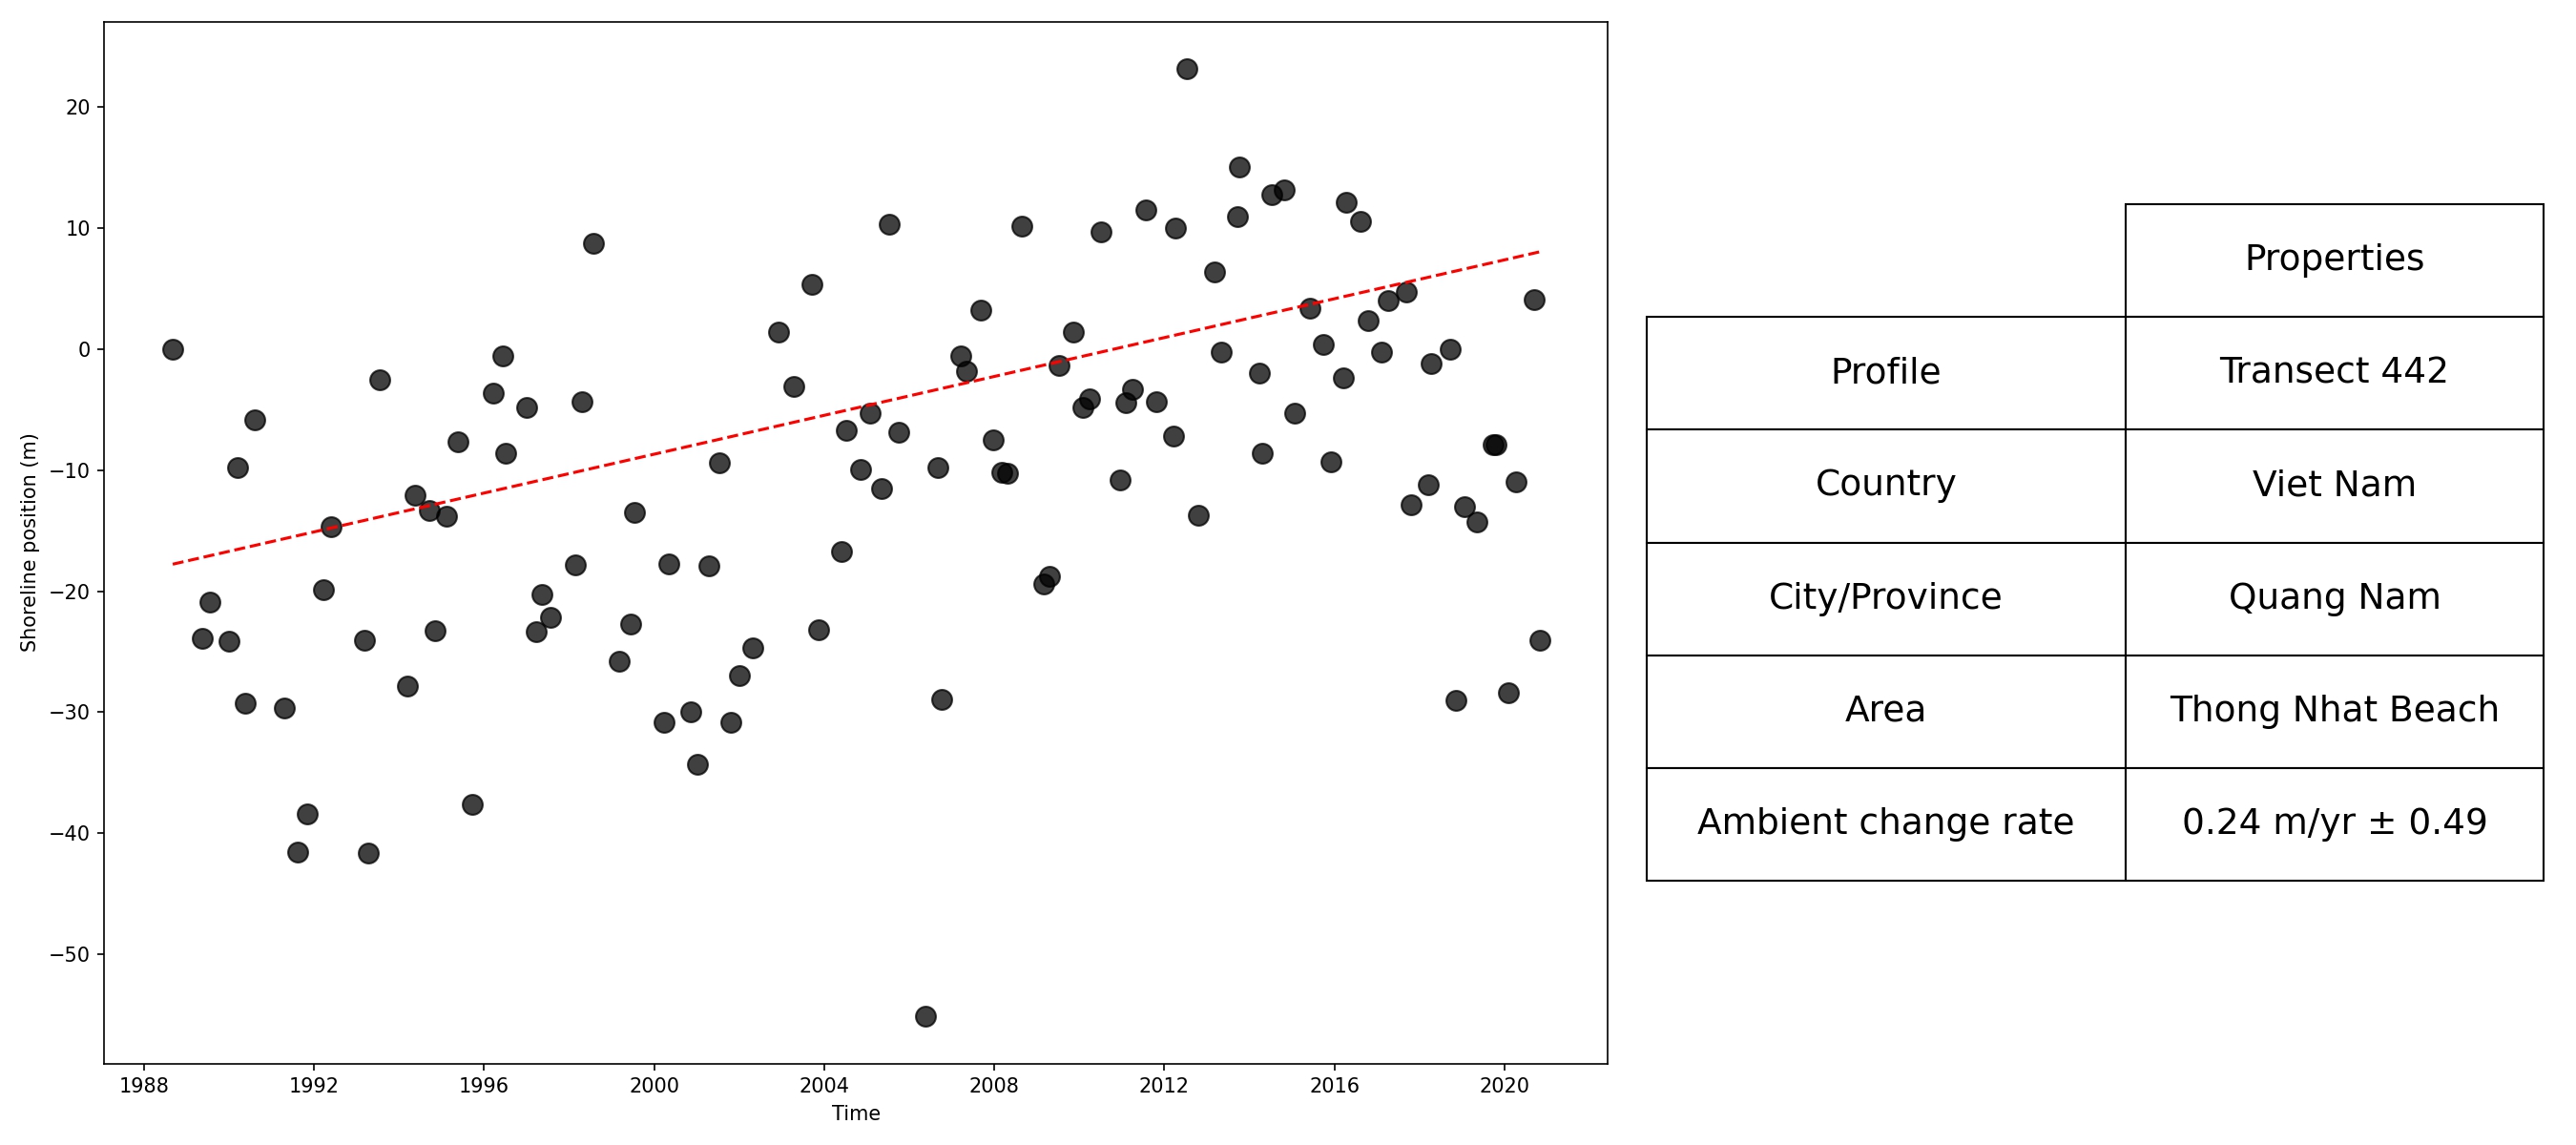 20
10
0
−10
−20
−30
−40
−50
Shoreline position (m)
1988 1992 1996 2000 2004 2008 2012 2016 2020
Time
Properties
Profile Transect 442
Country Viet Nam
City/Province Quang Nam
Area Thong Nhat Beach
Ambient change rate 0.24 m/yr ± 0.49